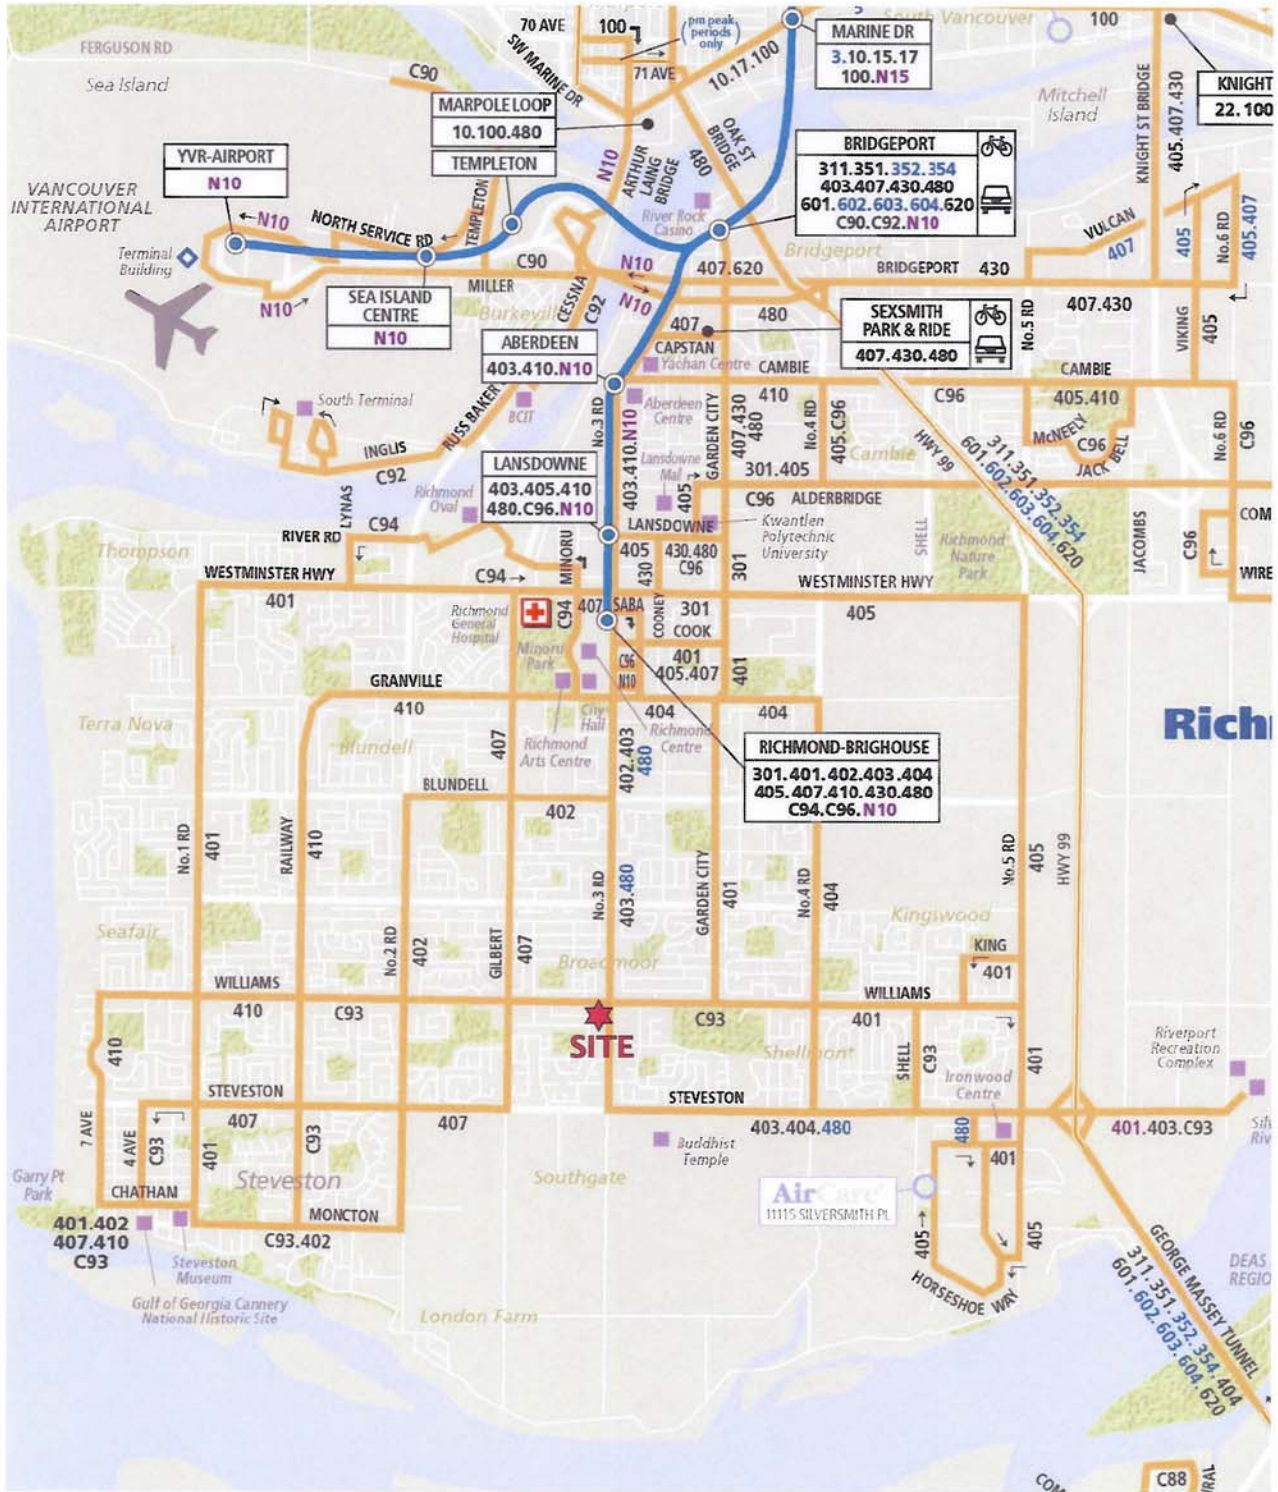 70 AVE
100
(pm peak
periods
only)
5
South Vancouver
100
FERGUSON RD
Sea Island
C90
SW MARINE DR
71 AVE
10.17.100
MARINE DR
3.10.15.17
100.N15
Mitchell
Island
KNIGHT ST BRIDGE
405.407.430
KNIGHT
22.100
MARPOLE LOOP
10.100.480
TEMPLETON
N10
ARTHUR
LAING
BRIDGE
480
OAK ST
BRIDGE
BRIDGEPORT
311.351.352.354
403.407.430.480
601.602.603.604.620
C90.C92.N10
YVR-AIRPORT
N10
VANCOUVER
INTERNATIONAL
AIRPORT
Terminal
Building
N10
NORTH SERVICE RD
TEMPLETON
River Rock
Casino
Bridgeport
VULCAN
407
405
No.6 RD
405.407
C90
MILLER
N10
N10
407.620
BRIDGEPORT
430
N10
SEA ISLAND
CENTRE
N10
Burkeville
CESSNA
C92
480
407
SEXSMITH
PARK & RIDE
407.430.480
No.5 RD
407.430
VIKING
405
ABERDEEN
403.410.N10
CAPSTAN
Yaohan Centre
CAMBIE
CAMBIE
South Terminal
RUSS BAKER
BCIT
No.3 RD
403.410.N10
Aberdeen
Centre
GARDEN CITY
407.430
480
410
No.4 RD
405.C96
C96
405.410
McNEELY
C96
JACK BELL
No.6 RD
C96
INGLIS
C92
LANSDOWNE
403.405.410
480.C96.N10
Lansdowne
Mall
405
301.405
Cambie
HWY 99
311.351.352.354
601.602.603.604.620
Richmond
Oval
LYNAS
C94
RIVER RD
C96
ALDERBRIDGE
LANSDOWNE
Kwantlen
Polytechnic
University
SHELL
Richmond
Nature
Park
JACOBMS
C96
COM
WIRE
Thompson
MINORU
405
430
430.480
C96
301
WESTMINSTER HWY
401
C94
WESTMINSTER HWY
405
Richmond
General
Hospital
C94
407
SABA
COONEY
301
COOK
Minoru
Park
C96
N10
401
405.407
401
GRANVILLE
410
404
404
City
Hall
Richmond
Centre
Richmond
Arts Centre
Terra Nova
Blundell
407
402.403
480
RICHMOND-BRIGHOUSE
301.401.402.403.404
405.407.410.430.480
C94.C96.N10
Rich
BLUNDELL
402
No.1 RD
401
RAILWAY
410
No.3 RD
403.480
GARDEN CITY
401
No.4 RD
404
No.5 RD
405
HWY 99
Seafair
No.2 RD
402
GILBERT
407
Broadmoor
Kingswood
KING
401
WILLIAMS
410
C93
WILLIAMS
C93
401
SITE
410
Shellmont
SHELL
C93
401
Ironwood
Centre
Riverport
Recreation
Complex
STEVESTON
407
407
STEVESTON
403.404.480
480
401
401.403.C93
7 AVE
4 AVE
C93
401
C93
Buddhist
Temple
Garry Pt
Park
CHATHAM
Steveston
Southgate
AirCare
11115 SILVERSMITH PL
MONCTON
C93.402
401.402
407.410
C93
Steveston
Museum
Gulf of Georgia Cannery
National Historic Site
405
405
HORSESHOE WAY
GEORGE MASSEY TUNNEL
311.351.352.354.404
601.602.603.604.620
DEAS
REGIO
London Farm
C88